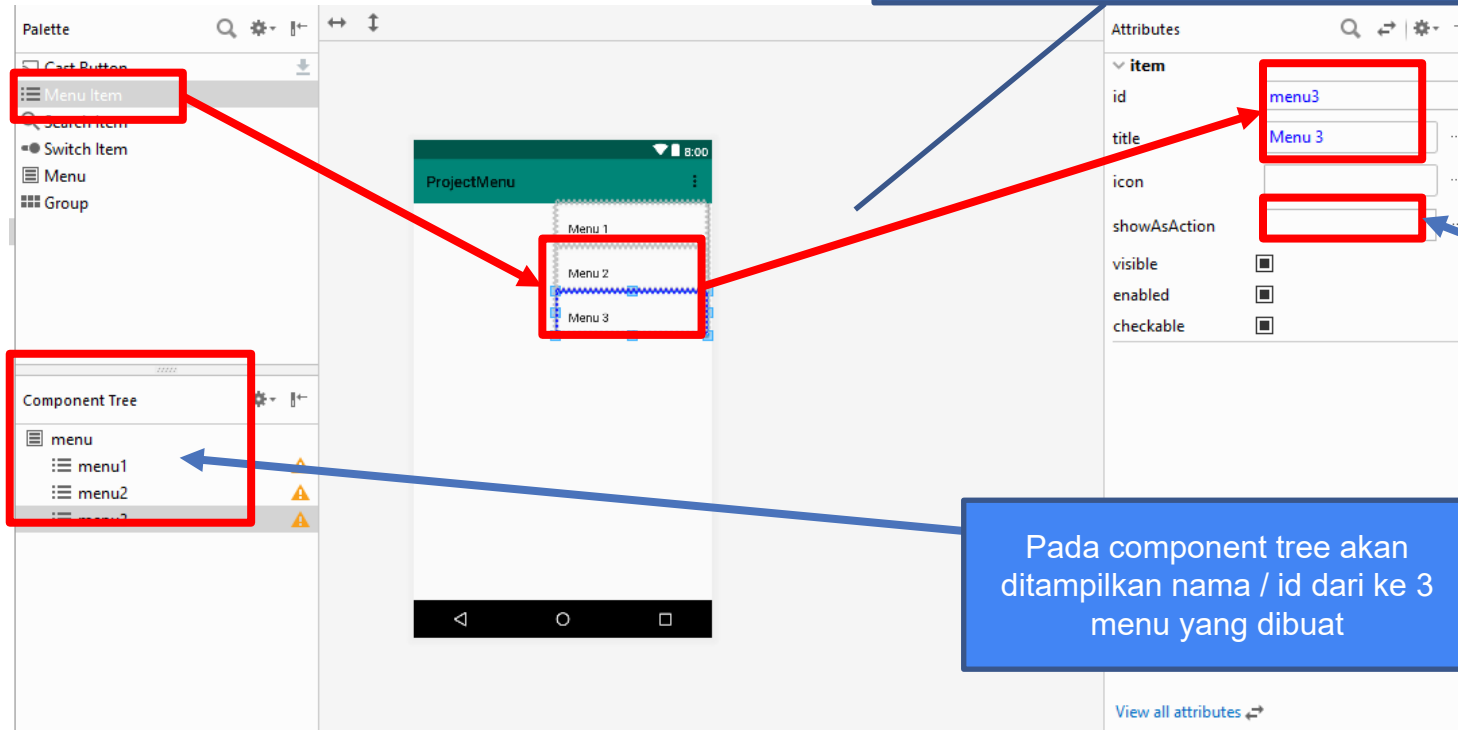 Palette
Cast Button
Menu Item
Search Item
Switch Item
Menu
Group
Component Tree
menu
menu1
menu2
menu3
8:00
ProjectMenu
Menu 1
Menu 2
Menu 3
Attributes
item
id menu3
title Menu 3
icon
showAsAction
visible
enabled
checkable
Pada component tree akan
ditampilkan nama / id dari ke 3
menu yang dibuat
View all attributes